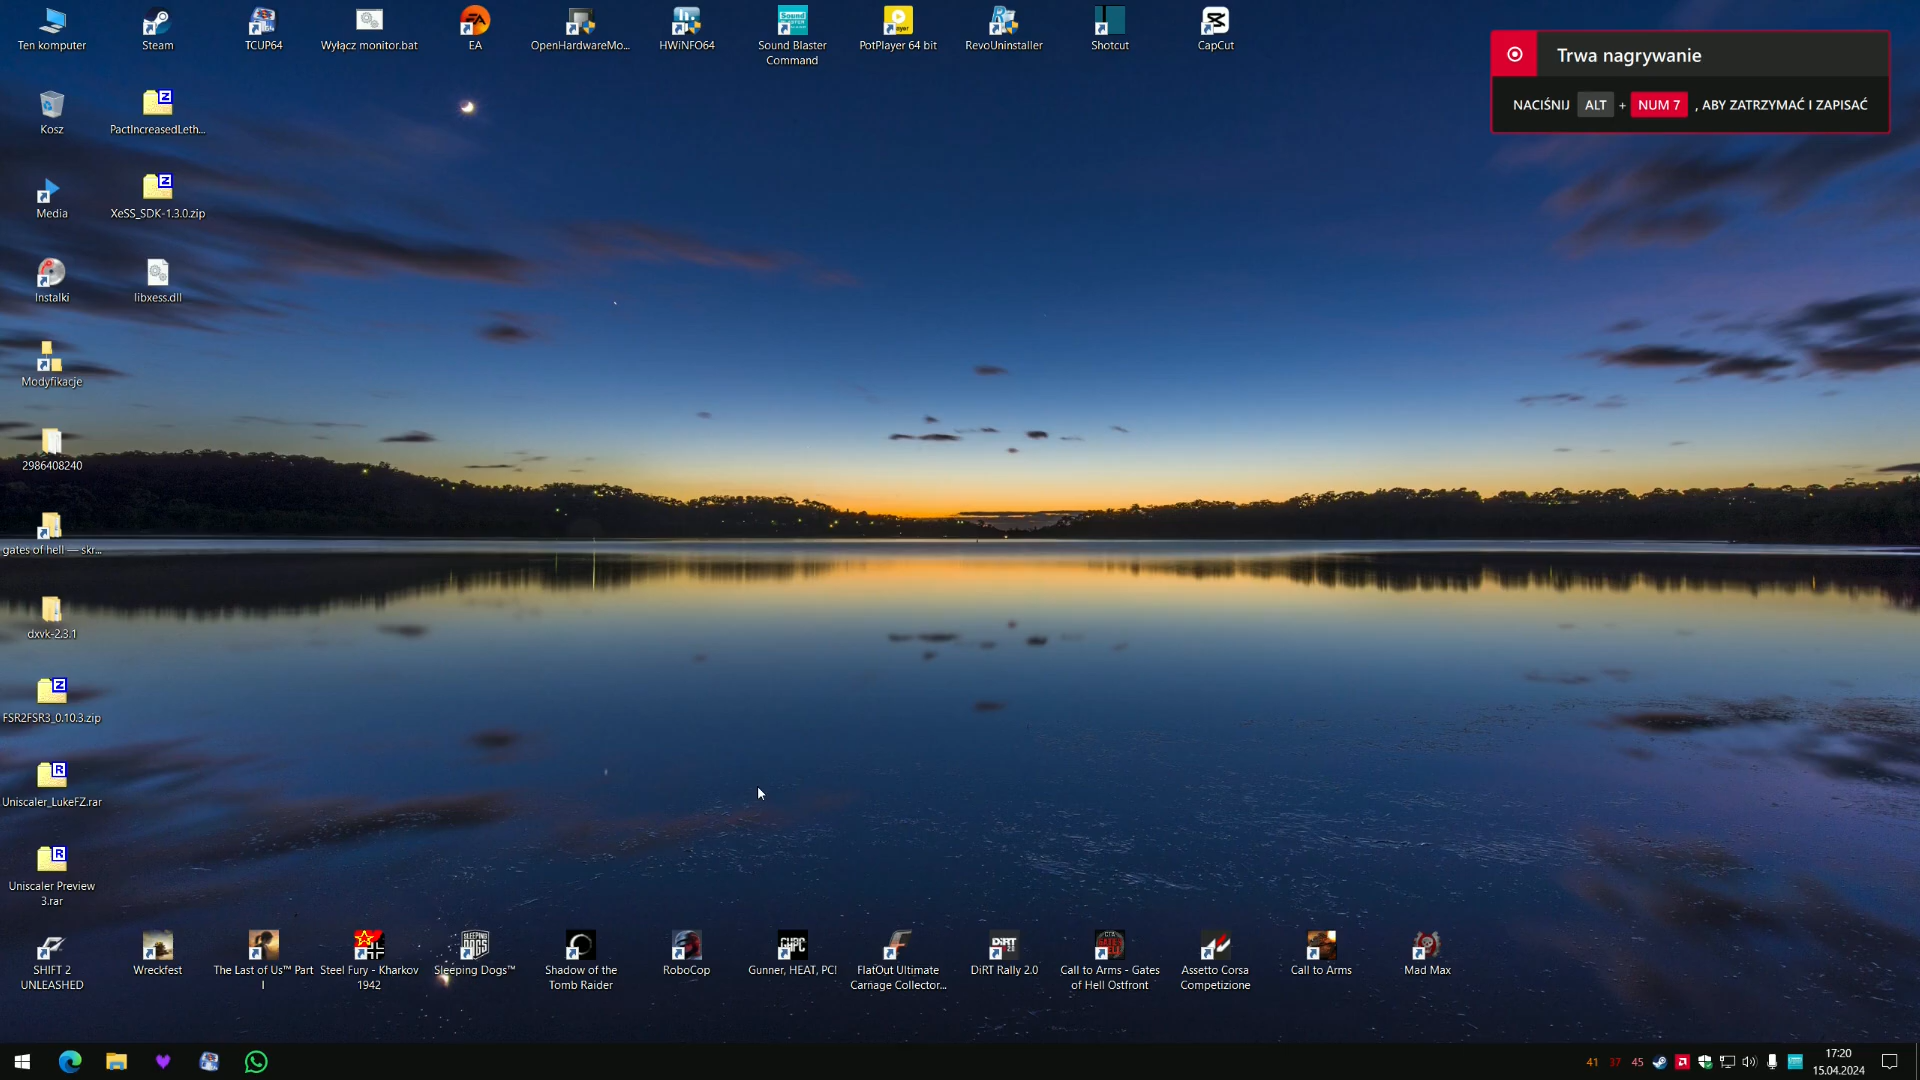 Ten komputer
Steam
TCUP64
Wyłącz monitor.bat
EA
OpenHardwareMo...
HWiNFO64
Sound Blaster
Command
PotPlayer 64 bit
RevoUninstaller
Shotcut
CapCut
Trwa nagrywanie
NACIŚNIJ ALT + NUM 7 , ABY ZATRZYMAĆ I ZAPISAĆ
Kosz
PactIncreasedLeth...
Media
XeSS_SDK-1.3.0.zip
Instalki
libxess.dll
Modyfikacje
2986408240
gates of hell — skr...
dxvk-2.3.1
FSR2FSR3_0.10.3.zip
Uniscaler_LukeFZ.rar
Uniscaler Preview
3.rar
SHIFT 2
UNLEASHED
Wreckfest
The Last of Us™ Part
I
Steel Fury - Kharkov
1942
Sleeping Dogs™
Shadow of the
Tomb Raider
RoboCop
Gunner, HEAT, PC!
FlatOut Ultimate
Carnage Collector...
DiRT Rally 2.0
Call to Arms - Gates
of Hell Ostfront
Assetto Corsa
Competizione
Call to Arms
Mad Max
41 37 45
17:20
15.04.2024